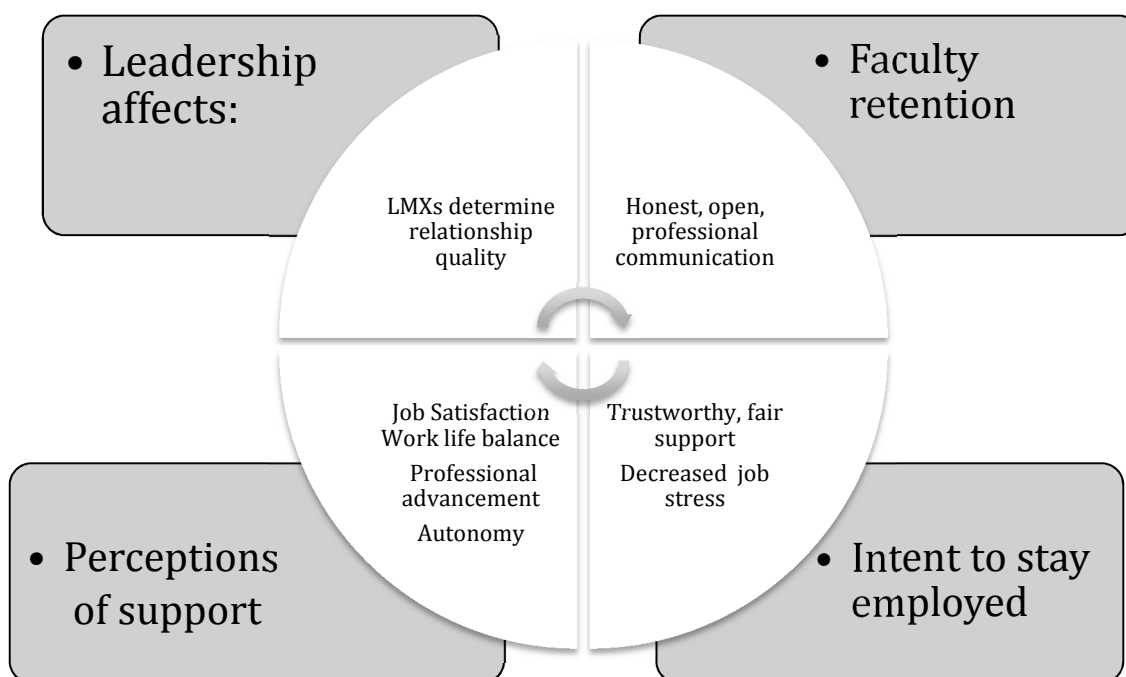 • Leadership
affects:
• Faculty
retention
LMXs determine
relationship
quality
Honest, open,
professional
communication
Job Satisfaction
Work life balance
Professional
advancement
Autonomy
Trustworthy, fair
support
Decreased job
stress
• Perceptions
of support
• Intent to stay
employed